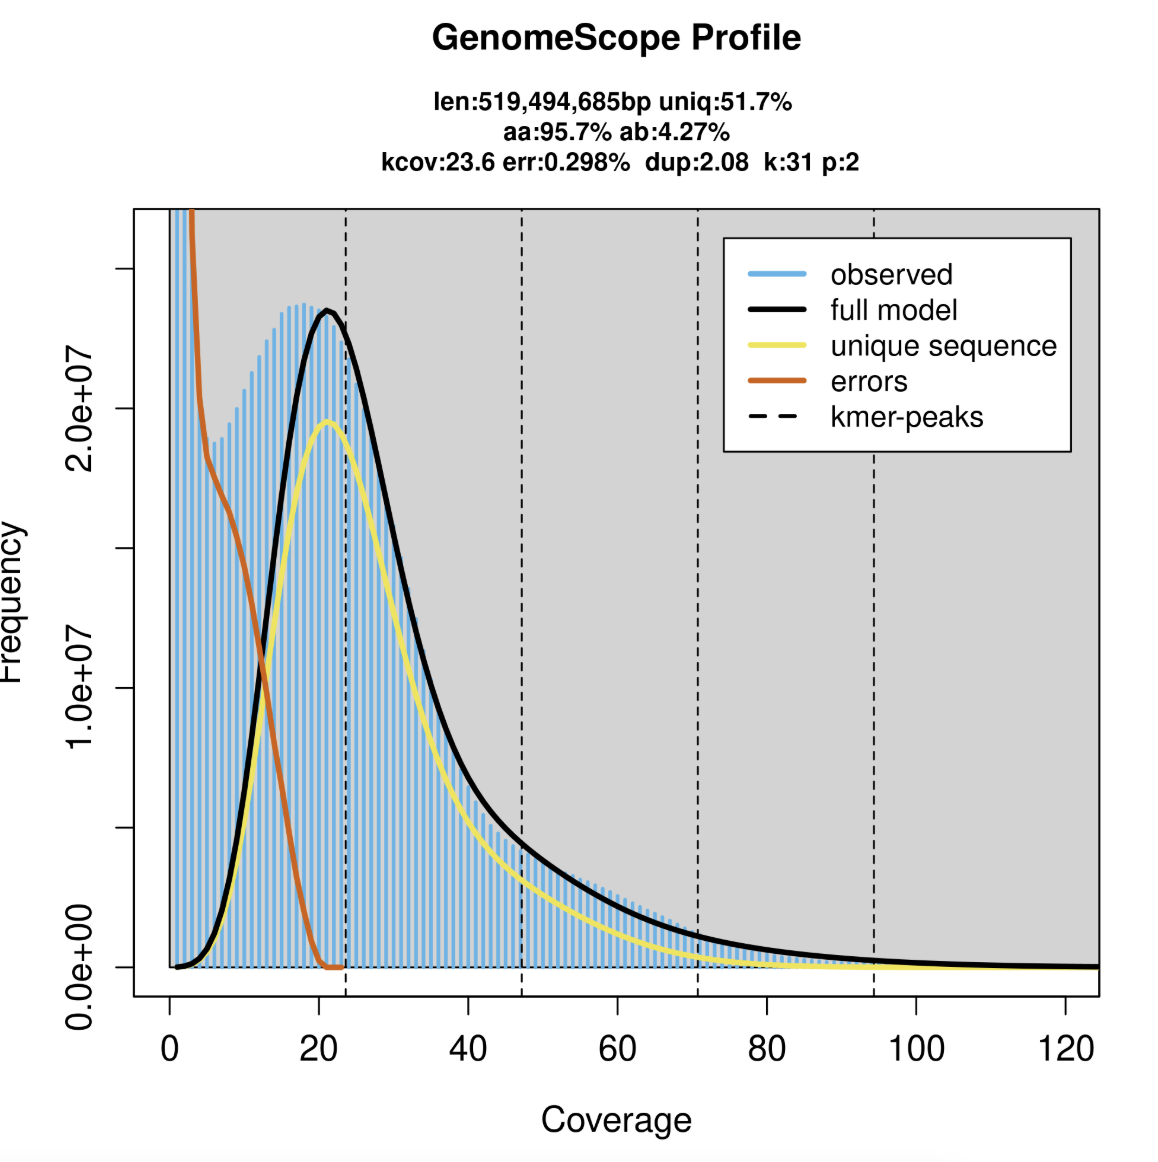 GenomeScope Profile
len:519,494,685bp uniq:51.7%
aa:95.7% ab:4.27%
kcov:23.6 err:0.298% dup:2.08 k:31 p:2
observed
full model
unique sequence
errors
kmer-peaks
Frequency
2.0e+07
1.0e+07
0.0e+00
0 20 40 60 80 100 120
Coverage